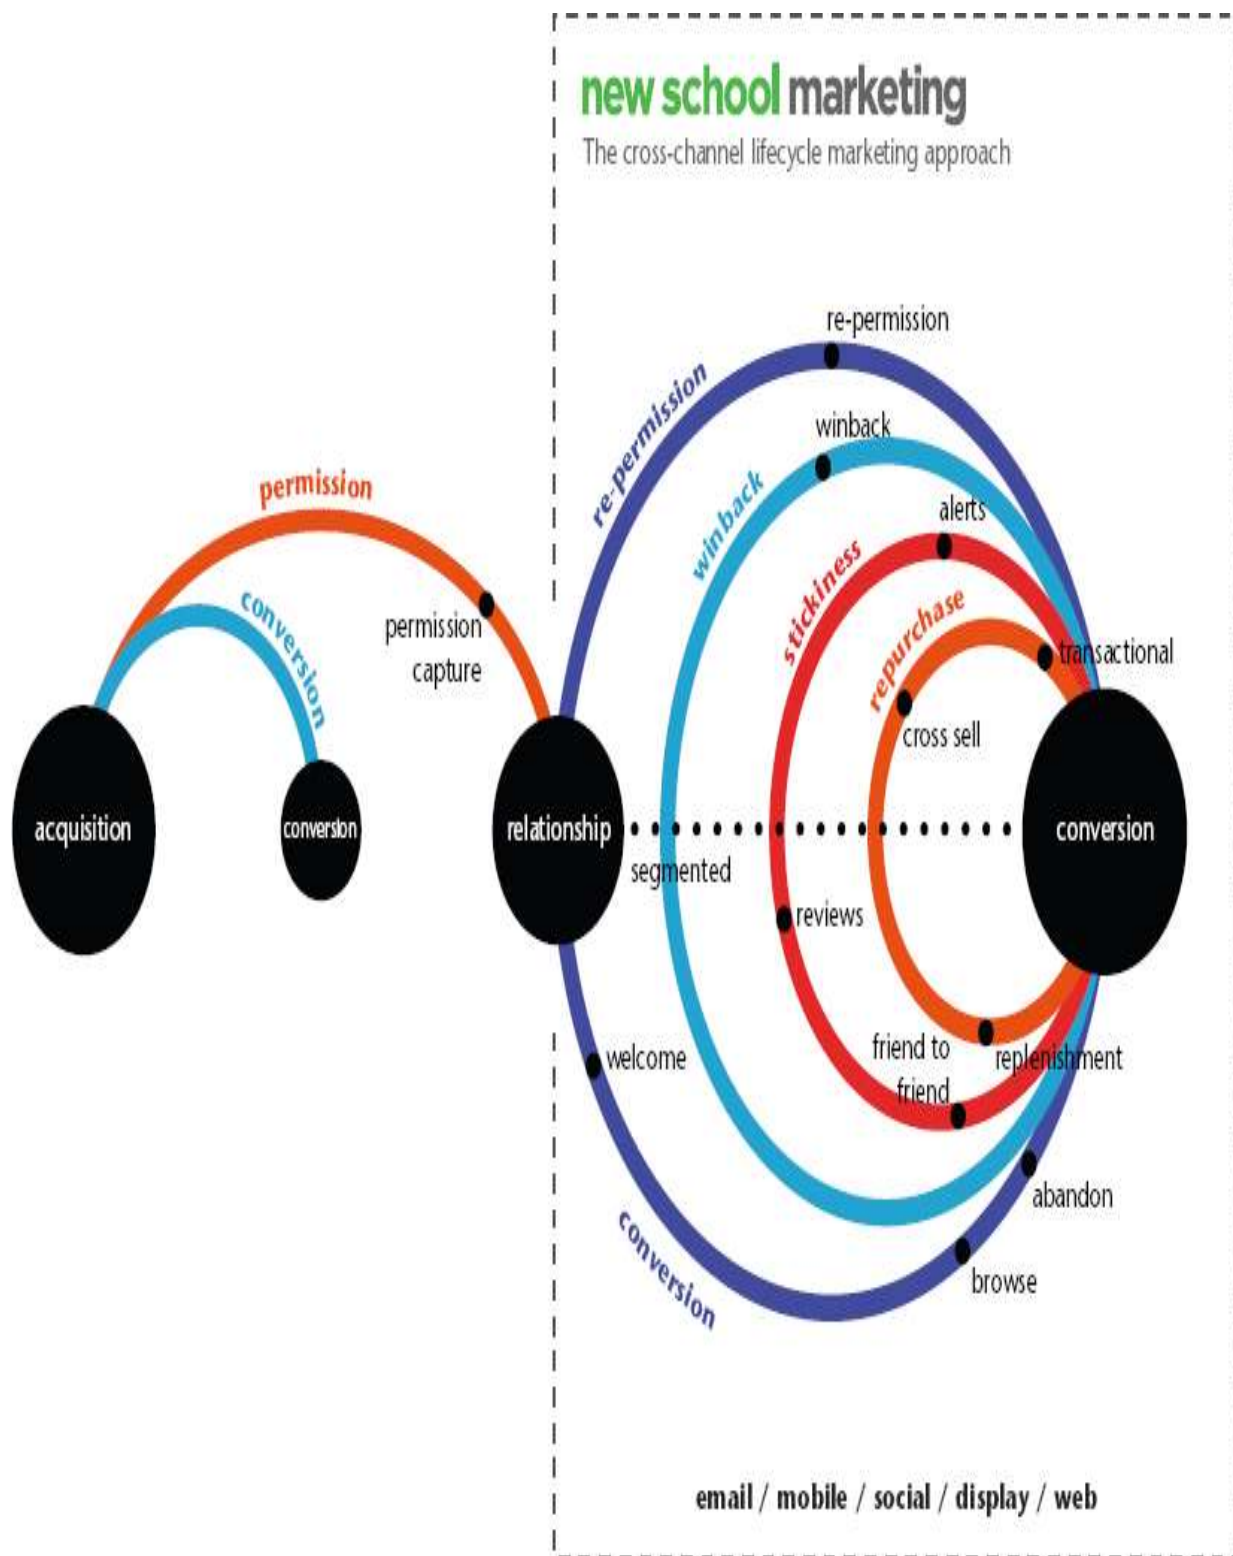 new school marketing
The cross-channel lifecycle marketing approach
re-permission
re-permission
winback
winback
permission
alerts
stickiness
conversion
repurchase
permission
capture
transactional
cross sell
acquisition
conversion
relationship
conversion
segmented
reviews
friend to
friend
replenishment
welcome
abandon
conversion
browse
email / mobile / social / display / web